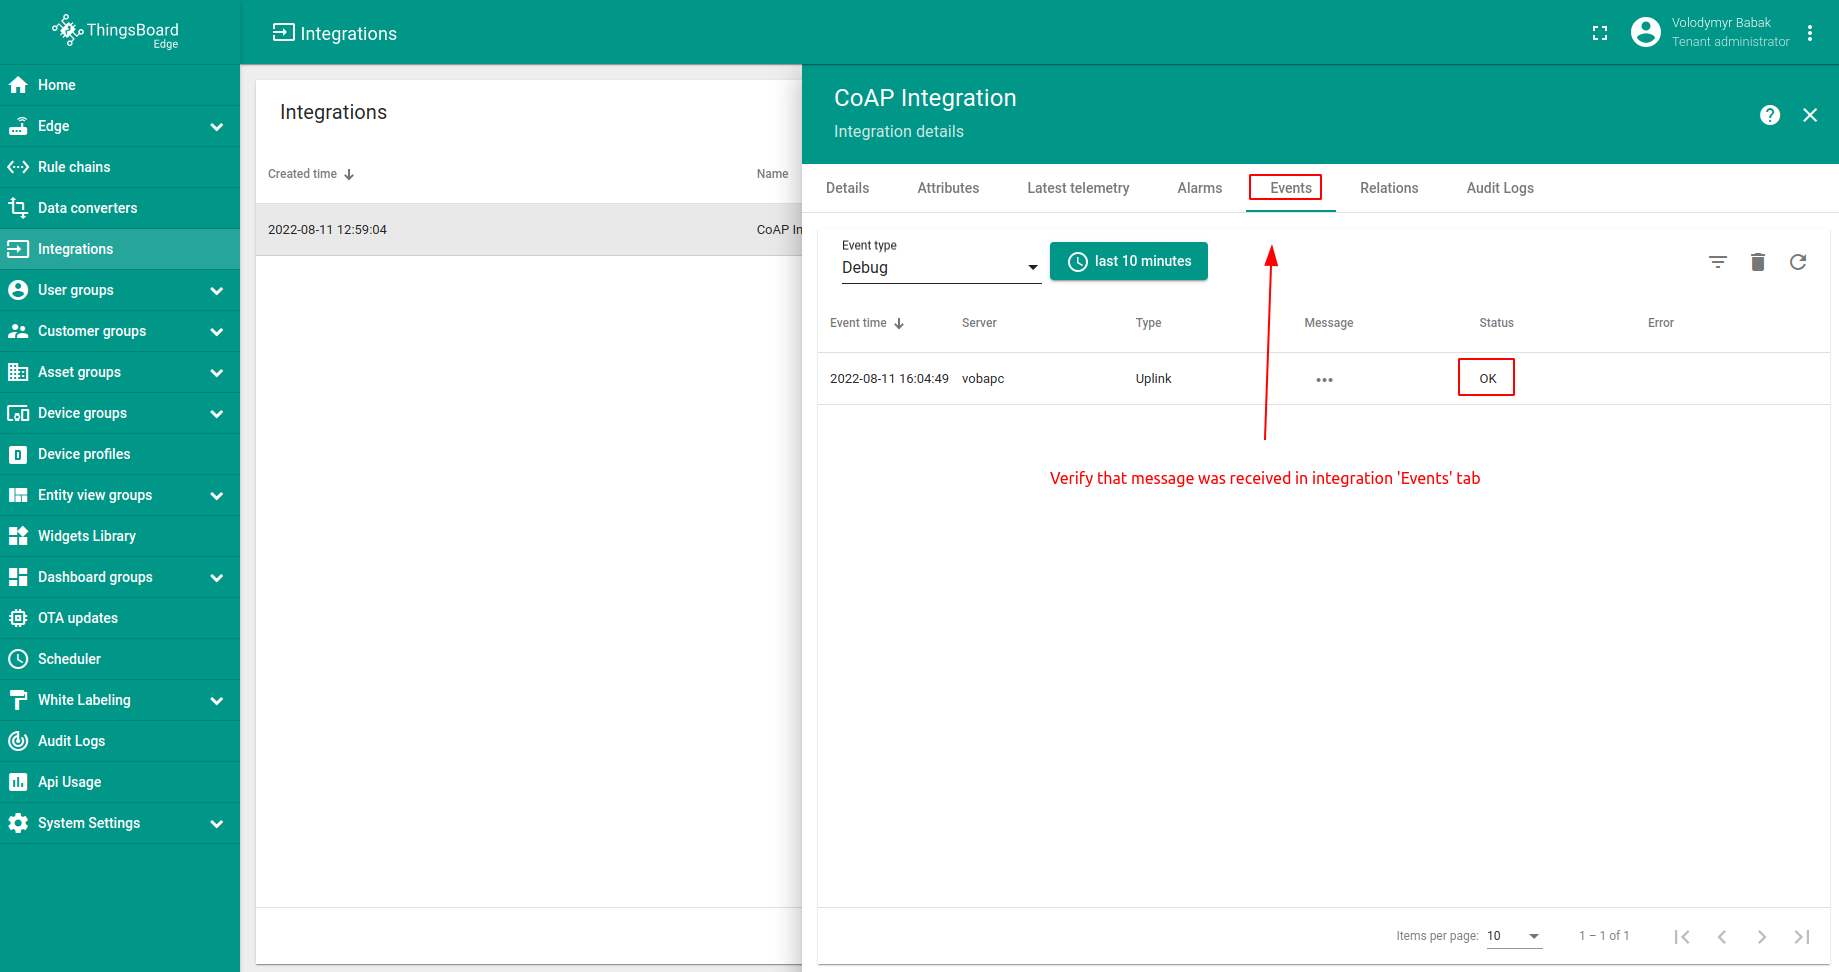 ThingsBoard
Edge
Integrations
Volodymyr Babak
Tenant administrator
Home
Edge
Rule chains
Data converters
Integrations
User groups
Customer groups
Asset groups
Device groups
Device profiles
Entity view groups
Widgets Library
Dashboard groups
OTA updates
Scheduler
White Labeling
Audit Logs
Api Usage
System Settings
Integrations
Created time Name
2022-08-11 12:59:04 CoAP In
CoAP Integration
Integration details
Details Attributes Latest telemetry Alarms Events Relations Audit Logs
Event type
Debug
last 10 minutes
Event time Server Type Message Status Error
2022-08-11 16:04:49 vobapc Uplink ••• OK
Verify that message was received in integration 'Events' tab
Items per page: 10 1 – 1 of 1